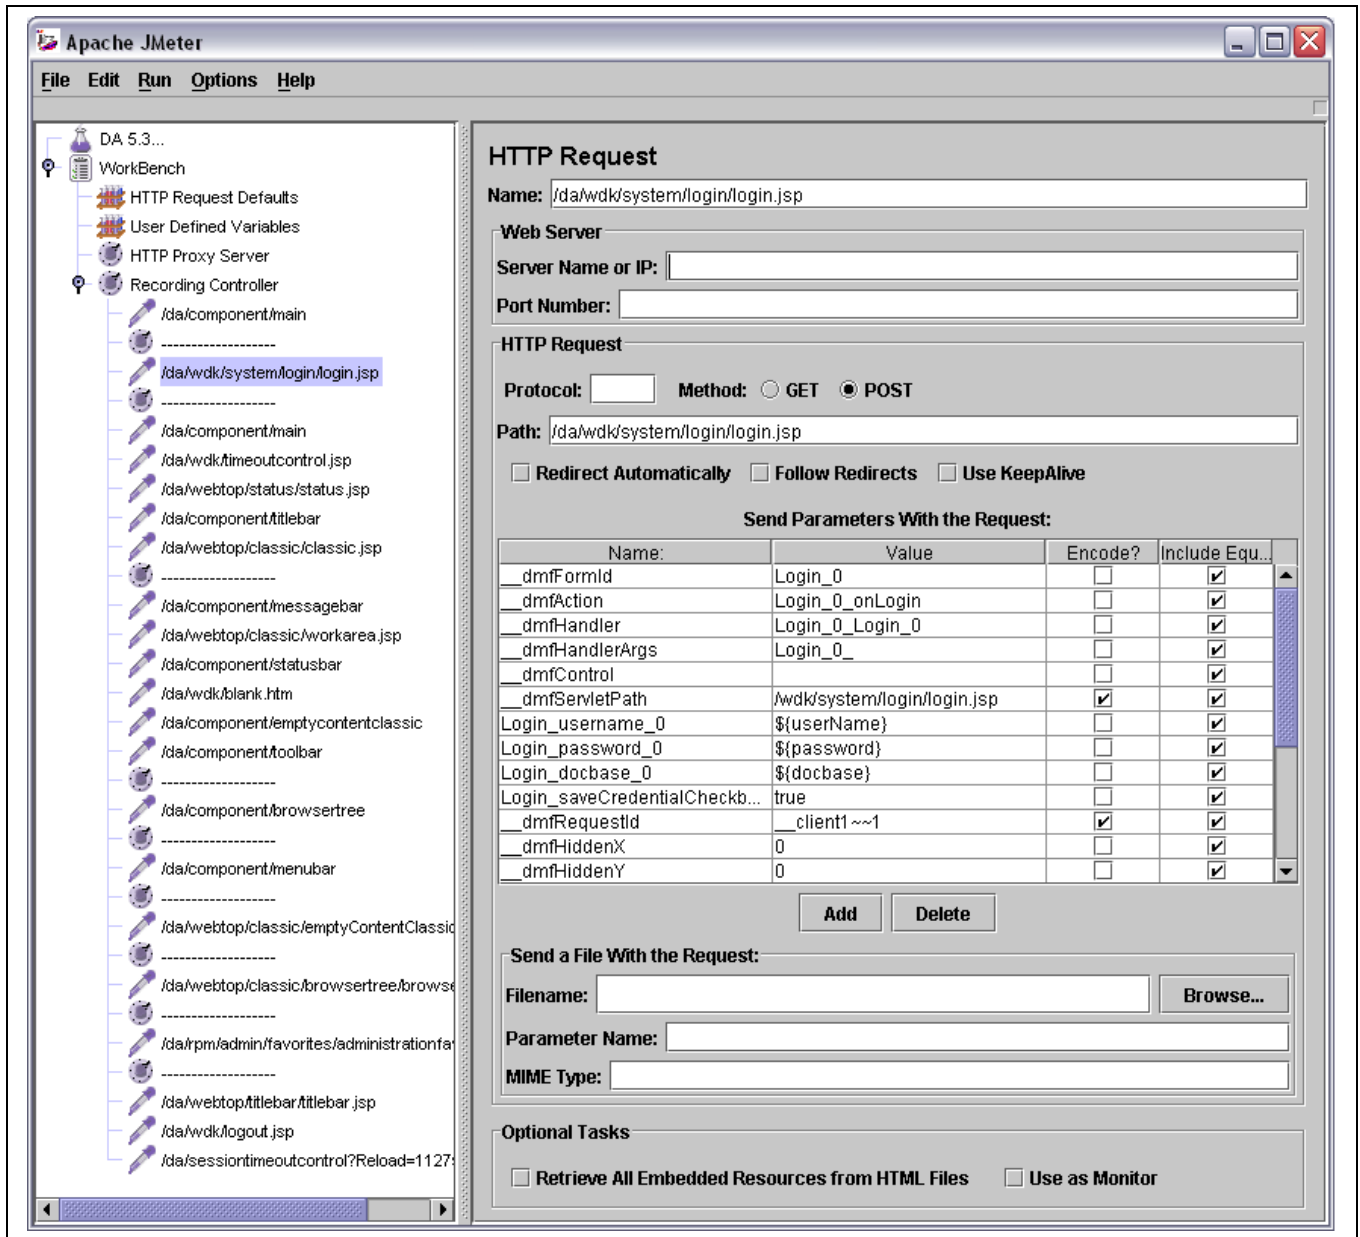 Apache JMeter
File Edit Run Options Help
DA 5.3...
WorkBench
HTTP Request Defaults
User Defined Variables
HTTP Proxy Server
Recording Controller
/da/component/main
-------------------
/da/wdk/system/login/login.jsp
-------------------
/da/component/main
/da/wdk/timeoutcontrol.jsp
/da/webtop/status/status.jsp
/da/component/titlebar
/da/webtop/classic/classic.jsp
-------------------
/da/component/messagebar
/da/webtop/classic/workarea.jsp
/da/component/statusbar
/da/wdk/blank.htm
/da/component/emptycontentclassic
/da/component/toolbar
-------------------
/da/component/browsertree
-------------------
/da/component/menubar
-------------------
/da/webtop/classic/emptyContentClassic
-------------------
/da/webtop/classic/browsertree/browse
-------------------
/da/rpm/admin/favorites/administrationfa
-------------------
/da/webtop/titlebar/titlebar.jsp
/da/wdk/logout.jsp
/da/sessiontimeoutcontrol?Reload=1127
HTTP Request
Name: /da/wdk/system/login/login.jsp
Web Server
Server Name or IP:
Port Number:
HTTP Request
Protocol: Method: GET POST
Path: /da/wdk/system/login/login.jsp
Redirect Automatically Follow Redirects Use KeepAlive
Send Parameters With the Request:
Name: Value Encode? Include Equ...
__dmfFormId Login_0
__dmfAction Login_0_onLogin
__dmfHandler Login_0_Login_0
__dmfHandlerArgs Login_0_
__dmfControl
__dmfServletPath /wdk/system/login/login.jsp
Login_username_0 ${userName}
Login_password_0 ${password}
Login_docbase_0 ${docbase}
Login_saveCredentialCheckb... true
__dmfRequestId __client1~~1
__dmfHiddenX 0
__dmfHiddenY 0
Add Delete
Send a File With the Request:
Filename: Browse...
Parameter Name:
MIME Type:
Optional Tasks
Retrieve All Embedded Resources from HTML Files Use as Monitor